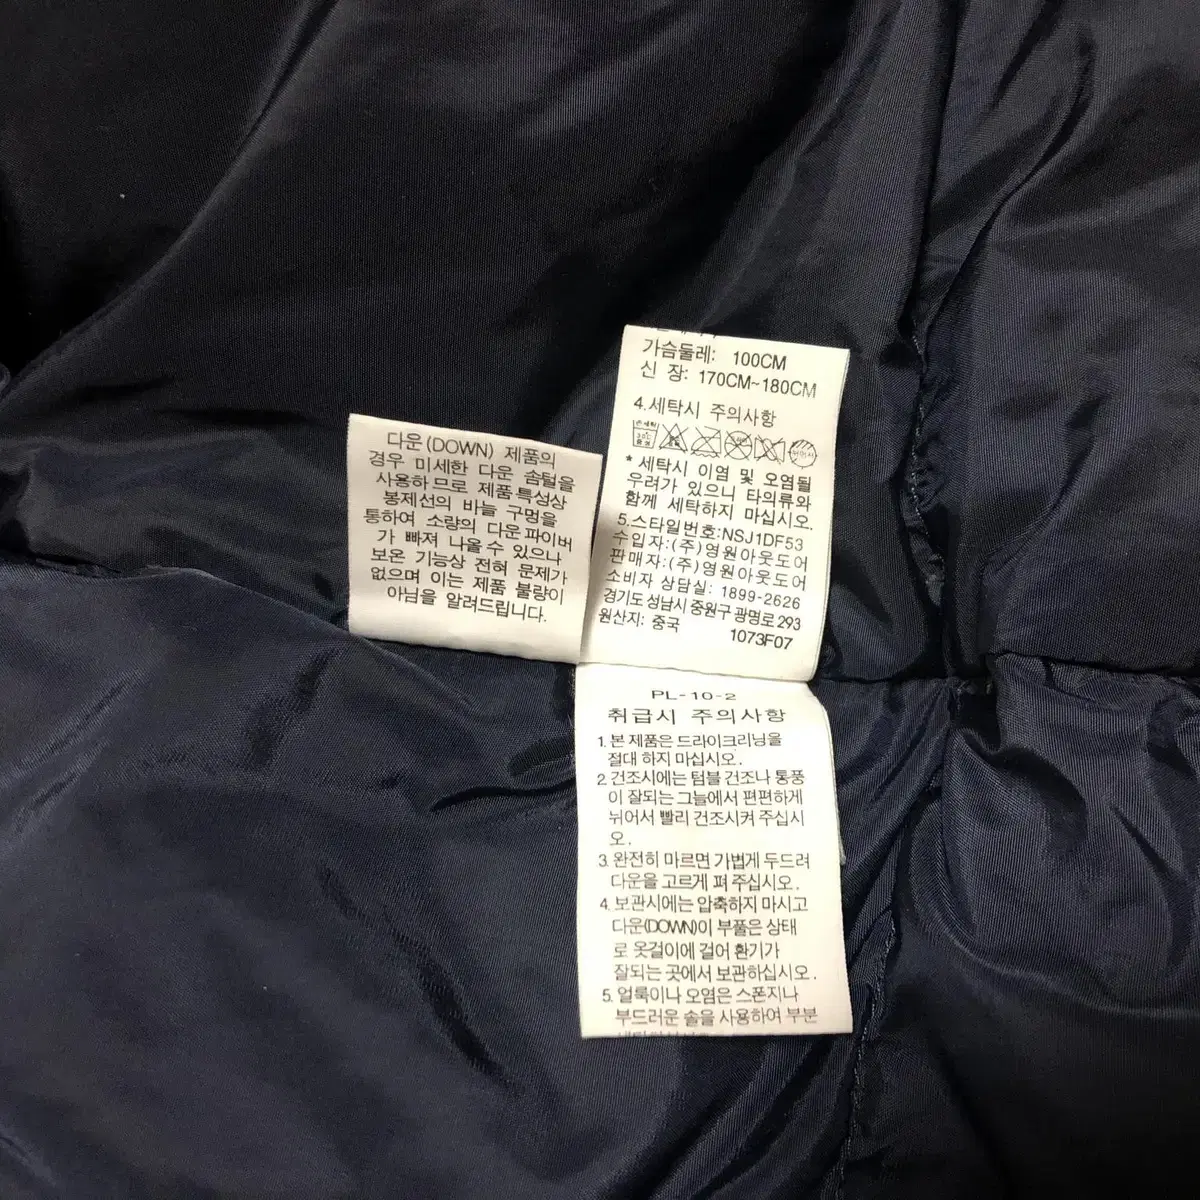 다운(DOWN) 제품의
경우 미세한 다운 솜털을
사용하므로 제품특성상
봉제선의 바늘 구멍을
통하여 소량의 다운파이버
가 빠져 나올수 있으나
보온 기능상 전혀 문제가
없으며 이는 제품 불량이
아님을 알려드립니다.
가슴둘레: 100CM
신 장: 170CM~180CM
4.세탁시 주의사항
* 세탁시 이염 및 오염될
우려가 있으니 타의류와
함께 세탁하지 마십시오.
5.스타일번호:NSJ1DF53
수입자:(주)영원아웃도어
판매자:(주)영원아웃도어
소비자 상담실: 1899-2626
경기도 성남시 중원구 광명로 293
원산지: 중국 1073F07
PL-10-2
취급시 주의사항
1. 본 제품은 드라이크리닝을
절대 하지 마십시오.
2. 건조시에는 텀블 건조나 통풍
이 잘되는 그늘에서 편편하게
뉘어서 빨리 건조시켜 주십시
오.
3. 완전히 마르면 가볍게 두드려
다운을 고르게 펴 주십시오.
4. 보관시에는 압축하지 마시고
다운(DOWN)이 부풀은 상태
로 옷걸이에 걸어 환기가
잘되는 곳에서 보관하십시오.
5. 얼룩이나 오염은 스폰지나
부드러운 솔을 사용하여 부분